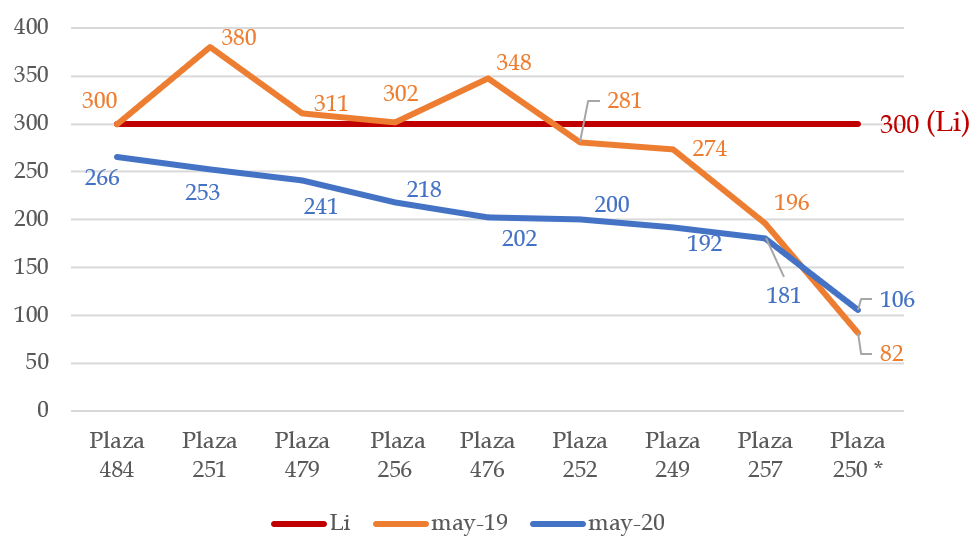 400
350
300
250
200
150
100
50
0
300
380
311
302
348
281
274
196
82
300 (Li)
266
253
241
218
202
200
192
181
106
Plaza
484
Plaza
251
Plaza
479
Plaza
256
Plaza
476
Plaza
252
Plaza
249
Plaza
257
Plaza
250 *
Li
may-19
may-20